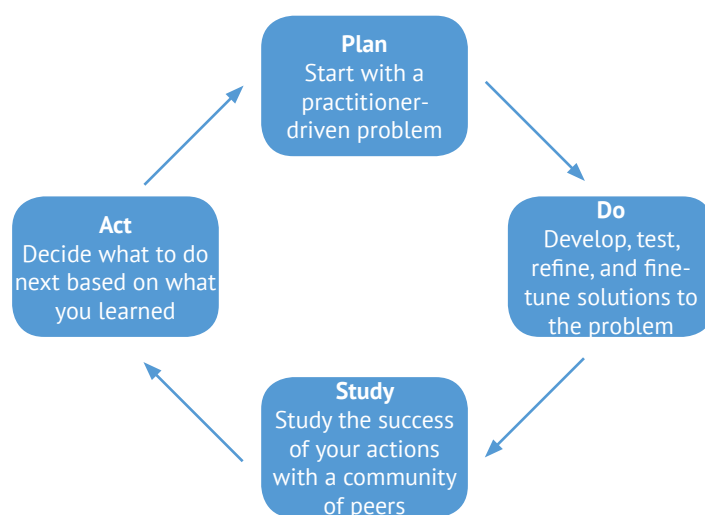 Plan
Start with a
practitioner-
driven problem
Act
Decide what to do
next based on what
you learned
Do
Develop, test,
refine, and fine-
tune solutions to
the problem
Study
Study the success
of your actions
with a community
of peers